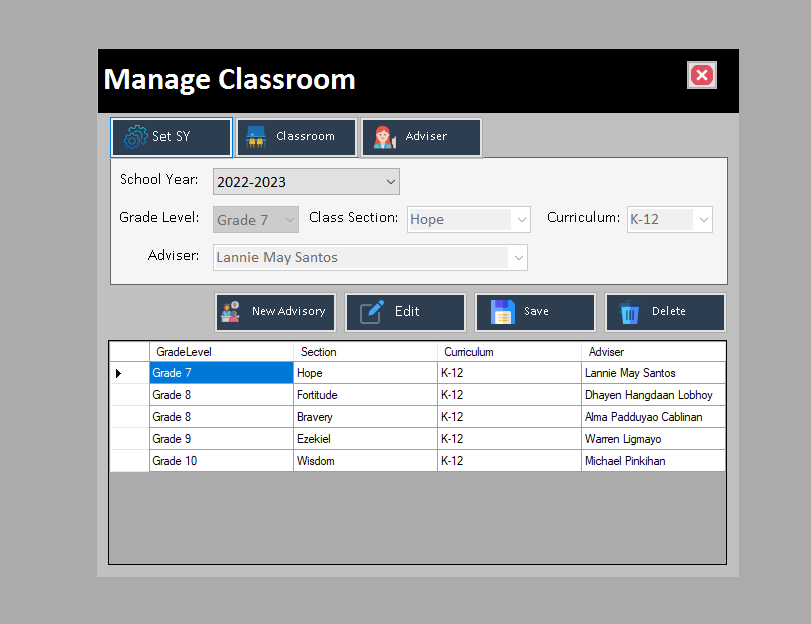 Manage Classroom
Set SY Classroom Adviser
School Year: 2022-2023
Grade Level: Grade 7 Class Section: Hope Curriculum: K-12
Adviser: Lannie May Santos
New Advisory Edit Save Delete
GradeLevel Section Curriculum Adviser
Grade 7 Hope K-12 Lannie May Santos
Grade 8 Fortitude K-12 Dhayen Hangdaan Lobhoy
Grade 8 Bravery K-12 Alma Padduyao Cablinan
Grade 9 Ezekiel K-12 Warren Ligmayo
Grade 10 Wisdom K-12 Michael Pinkihan